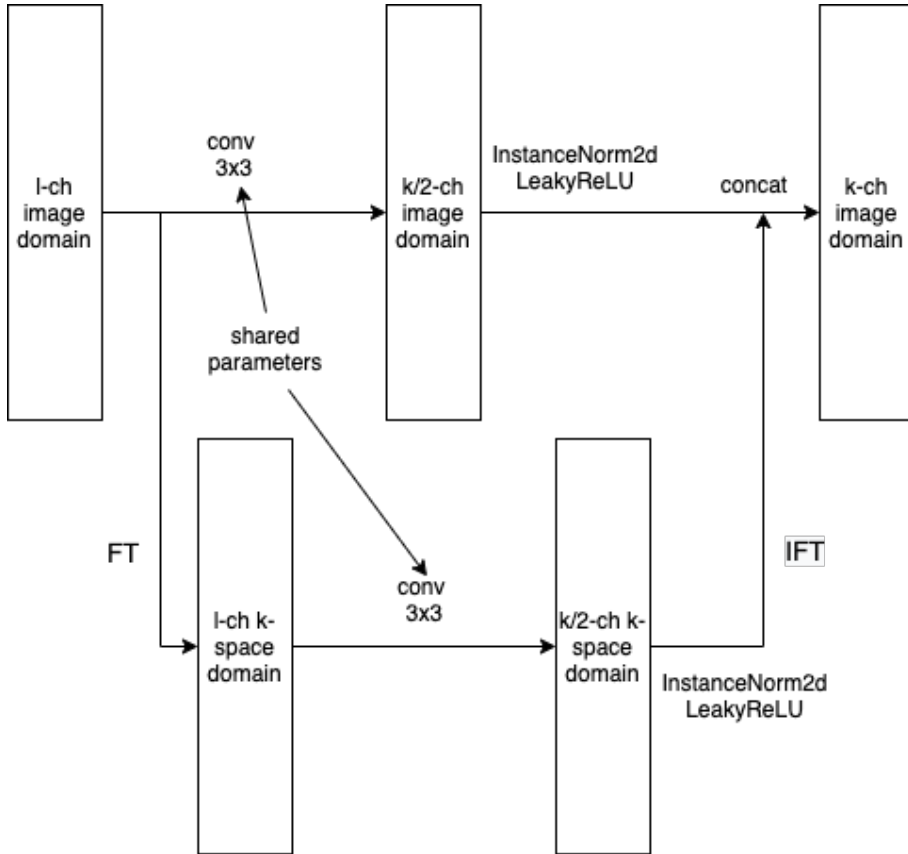 l-ch
image
domain
conv
3x3
k/2-ch
image
domain
InstanceNorm2d
LeakyReLU
concat
k-ch
image
domain
shared
parameters
FT
l-ch k-
space
domain
conv
3x3
k/2-ch k-
space
domain
IFT
InstanceNorm2d
LeakyReLU